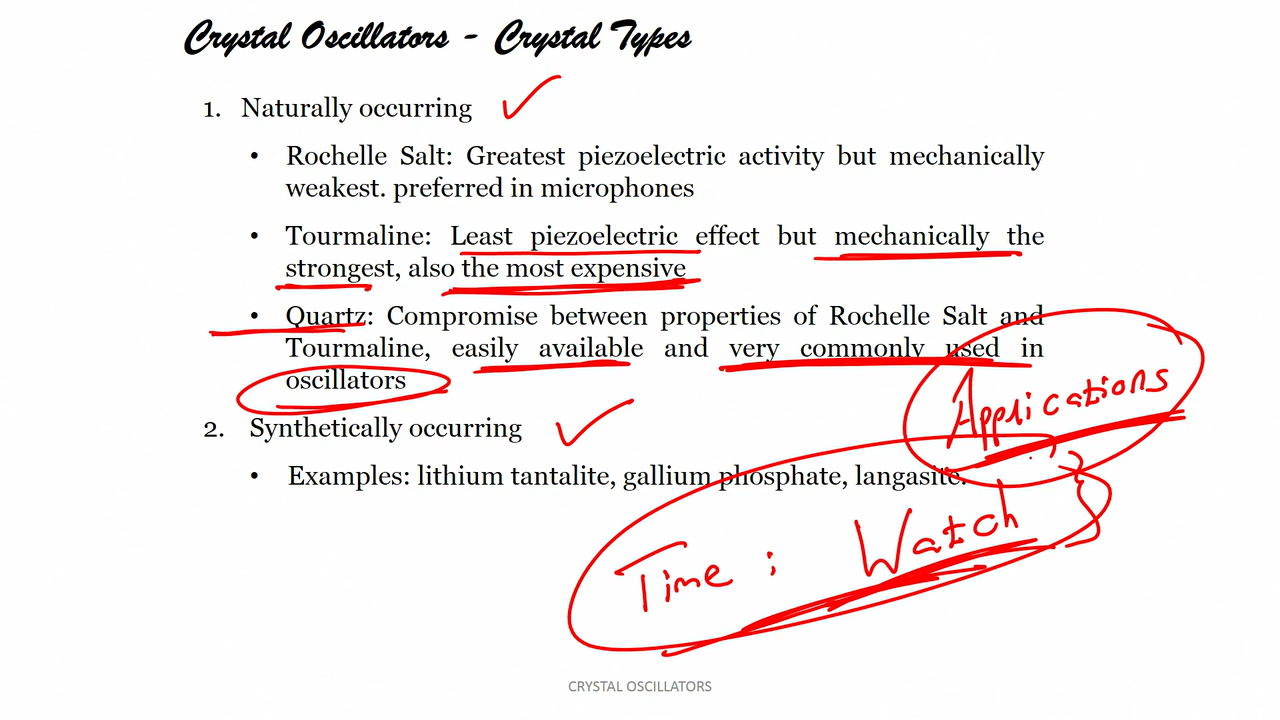 Crystal Oscillators - Crystal Types
1. Naturally occurring
• Rochelle Salt: Greatest piezoelectric activity but mechanically
weakest. preferred in microphones
• Tourmaline: Least piezoelectric effect but mechanically the
strongest, also the most expensive
• Quartz: Compromise between properties of Rochelle Salt and
Tourmaline, easily available and very commonly used in
oscillators
Applications
2. Synthetically occurring
• Examples: lithium tantalite, gallium phosphate, langasite.
Time : Watch
CRYSTAL OSCILLATORS